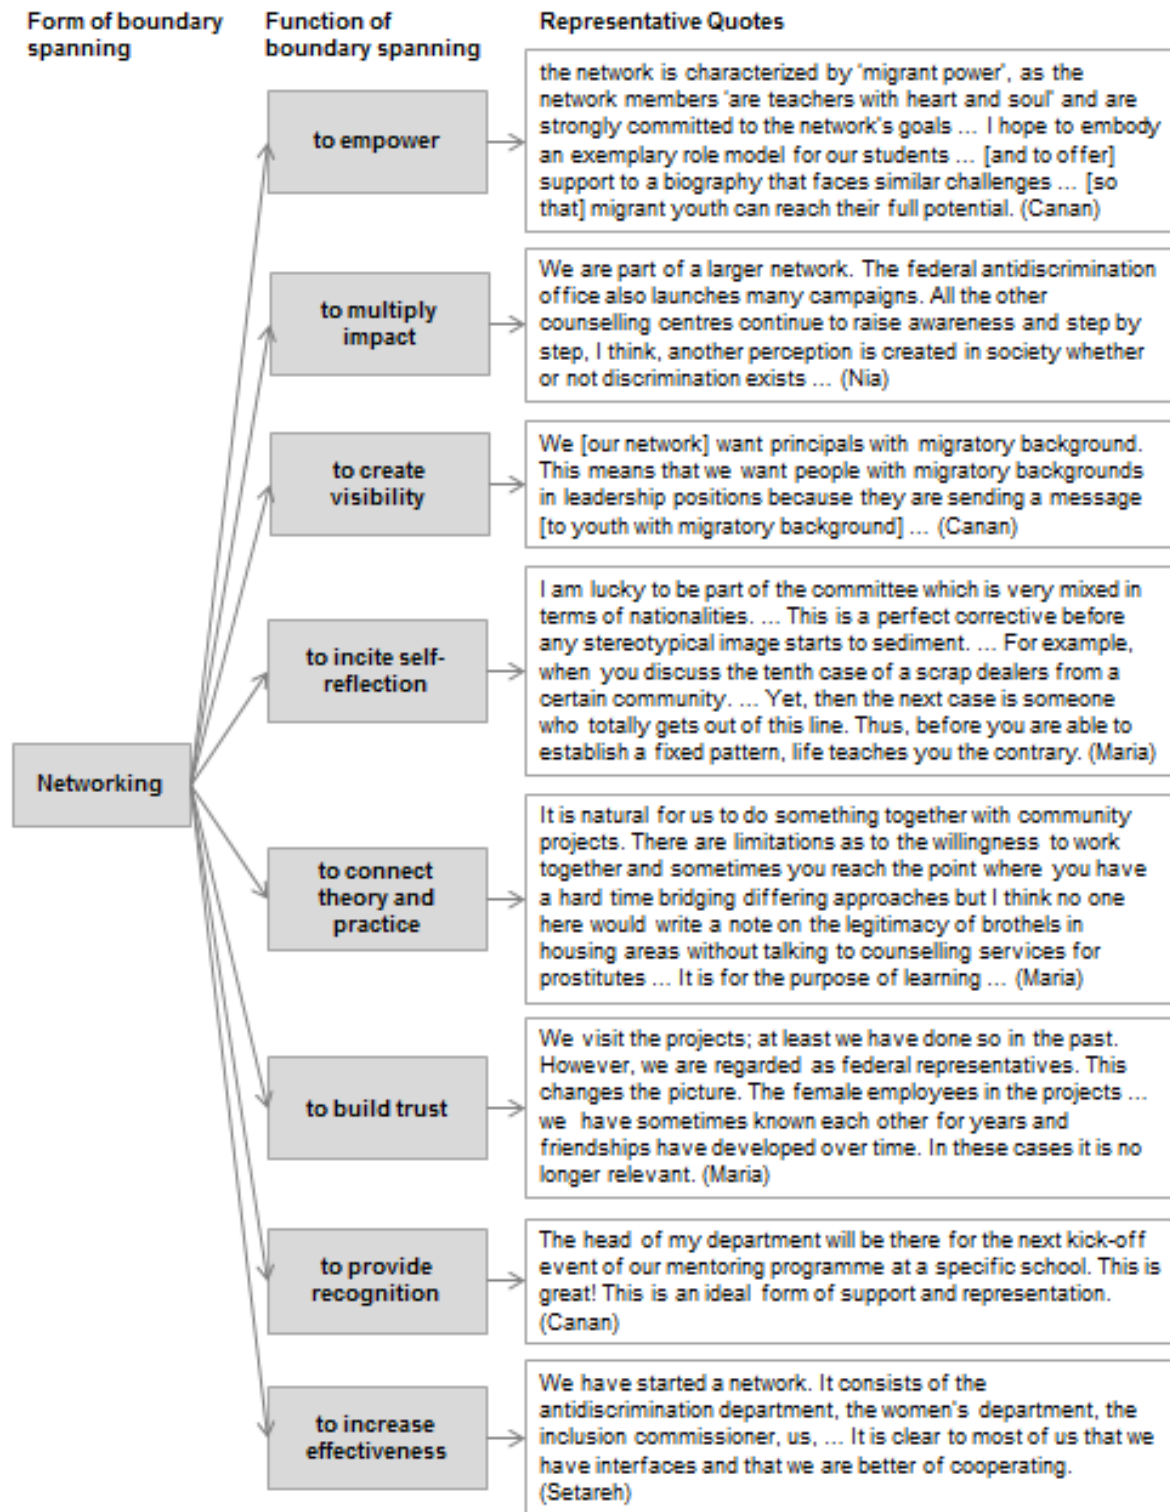 Form of boundary
spanning
Function of
boundary spanning
Representative Quotes
to empower
the network is characterized by 'migrant power', as the
network members 'are teachers with heart and soul' and are
strongly committed to the network's goals ... I hope to embody
an exemplary role model for our students ... [and to offer]
support to a biography that faces similar challenges ... [so
that] migrant youth can reach their full potential. (Canan)
to multiply
impact
We are part of a larger network. The federal antidiscrimination
office also launches many campaigns. All the other
counselling centres continue to raise awareness and step by
step, I think, another perception is created in society whether
or not discrimination exists ... (Nia)
to create
visibility
We [our network] want principals with migratory background.
This means that we want people with migratory backgrounds
in leadership positions because they are sending a message
[to youth with migratory background] ... (Canan)
to incite self-
reflection
I am lucky to be part of the committee which is very mixed in
terms of nationalities. ... This is a perfect corrective before
any stereotypical image starts to sediment. ... For example,
when you discuss the tenth case of a scrap dealers from a
certain community. ... Yet, then the next case is someone
who totally gets out of this line. Thus, before you are able to
establish a fixed pattern, life teaches you the contrary. (Maria)
Networking
to connect
theory and
practice
It is natural for us to do something together with community
projects. There are limitations as to the willingness to work
together and sometimes you reach the point where you have
a hard time bridging differing approaches but I think no one
here would write a note on the legitimacy of brothels in
housing areas without talking to counselling services for
prostitutes ... It is for the purpose of learning ... (Maria)
to build trust
We visit the projects; at least we have done so in the past.
However, we are regarded as federal representatives. This
changes the picture. The female employees in the projects ...
we have sometimes known each other for years and
friendships have developed over time. In these cases it is no
longer relevant. (Maria)
to provide
recognition
The head of my department will be there for the next kick-off
event of our mentoring programme at a specific school. This is
great! This is an ideal form of support and representation.
(Canan)
to increase
effectiveness
We have started a network. It consists of the
antidiscrimination department, the women's department, the
inclusion commissioner, us, ... It is clear to most of us that we
have interfaces and that we are better of cooperating.
(Setareh)